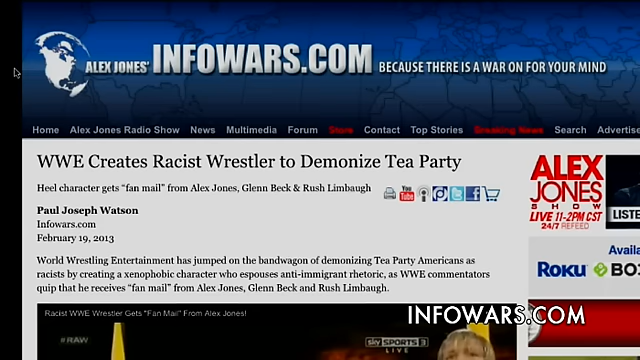 ALEX JONES' INFOWARS.COM BECAUSE THERE IS A WAR ON FOR YOUR MIND
Home Alex Jones Radio Show News Multimedia Forum Store Contact Top Stories Breaking News Search Advertise
WWE Creates Racist Wrestler to Demonize Tea Party
Heel character gets “fan mail” from Alex Jones, Glenn Beck & Rush Limbaugh
You Tube
Paul Joseph Watson
Infowars.com
February 19, 2013
World Wrestling Entertainment has jumped on the bandwagon of demonizing Tea Party Americans as
racists by creating a xenophobic character who espouses anti-immigrant rhetoric, as WWE commentators
quip that he receives “fan mail” from Alex Jones, Glenn Beck and Rush Limbaugh.
Racist WWE Wrestler Gets "Fan Mail" From Alex Jones!
#RAW
sky SPORTS 3
LIVE
ALEX
JONES
SHOW
LIVE 11-2PM CST
24/7 REFEED
LISTE
Availa
ROKU BO
INFOWARS.COM